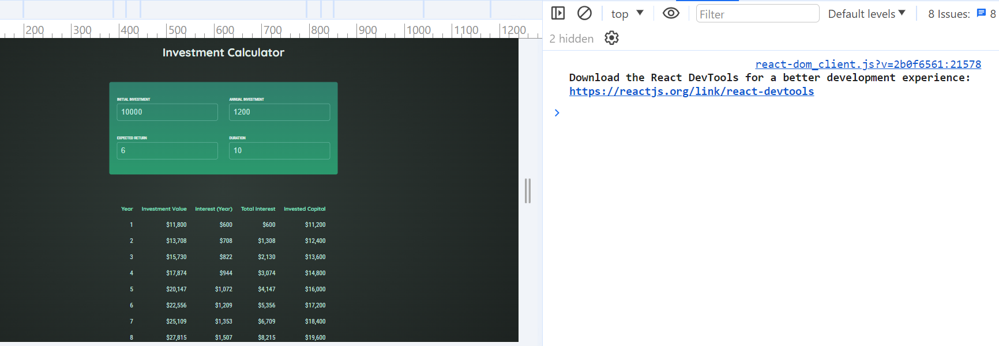 200 300 400 500 600 700 800 900 1000 1100 1200
Investment Calculator
INITIAL INVESTMENT ANNUAL INVESTMENT
10000 1200
EXPECTED RETURN DURATION
6 10
Year Investment Value Interest (Year) Total Interest Invested Capital
1 $11,800 $600 $600 $11,200
2 $13,708 $708 $1,308 $12,400
3 $15,730 $822 $2,130 $13,600
4 $17,874 $944 $3,074 $14,800
5 $20,147 $1,072 $4,147 $16,000
6 $22,556 $1,209 $5,356 $17,200
7 $25,109 $1,353 $6,709 $18,400
8 $27,815 $1,507 $8,215 $19,600
top Filter Default levels 8 Issues: 8
2 hidden
react-dom_client.js?v=2b0f6561:21578
Download the React DevTools for a better development experience:
https://reactjs.org/link/react-devtools